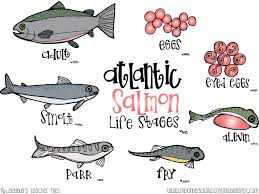 adult
eggs
eyed eggs
atlantic
Salmon
Life Stages
smolt
alevin
parr
fry